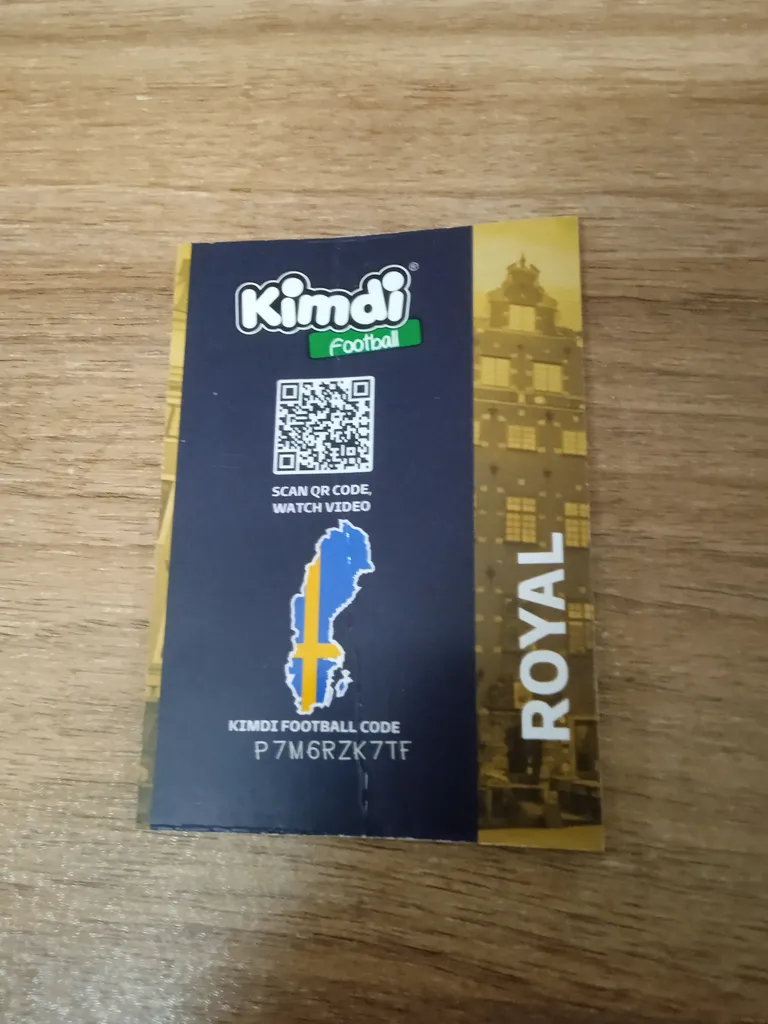 Kimdi®
Football
SCAN QR CODE,
WATCH VIDEO
KIMDI FOOTBALL CODE
P7M6RZK7TF
ROYAL